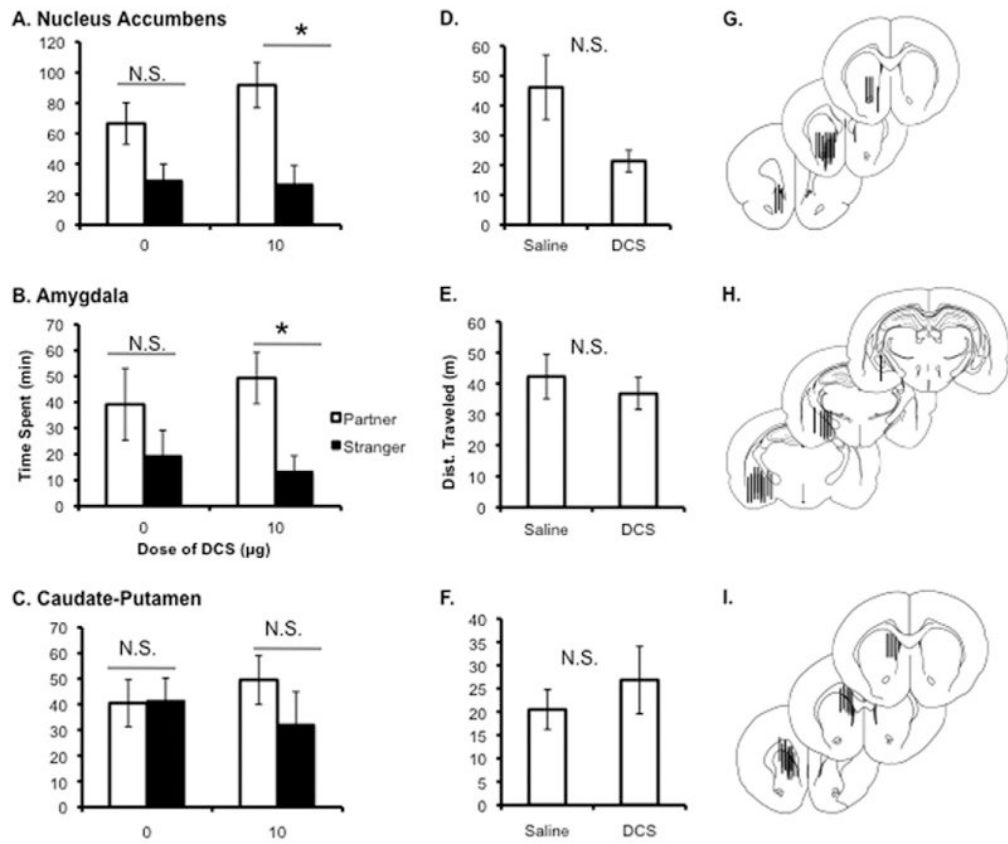 A. Nucleus Accumbens
120
100
80
60
40
20
0
N.S.
*
0
10
D.
60
50
40
30
20
10
0
N.S.
Saline
DCS
G.
B. Amygdala
Time Spent (min)
70
60
50
40
30
20
10
0
N.S.
*
Partner
Stranger
0
10
Dose of DCS (µg)
E.
Dist. Traveled (m)
60
50
40
30
20
10
0
N.S.
Saline
DCS
H.
C. Caudate-Putamen
70
60
50
40
30
20
10
0
N.S.
N.S.
0
10
F.
40
35
30
25
20
15
10
5
0
N.S.
Saline
DCS
I.